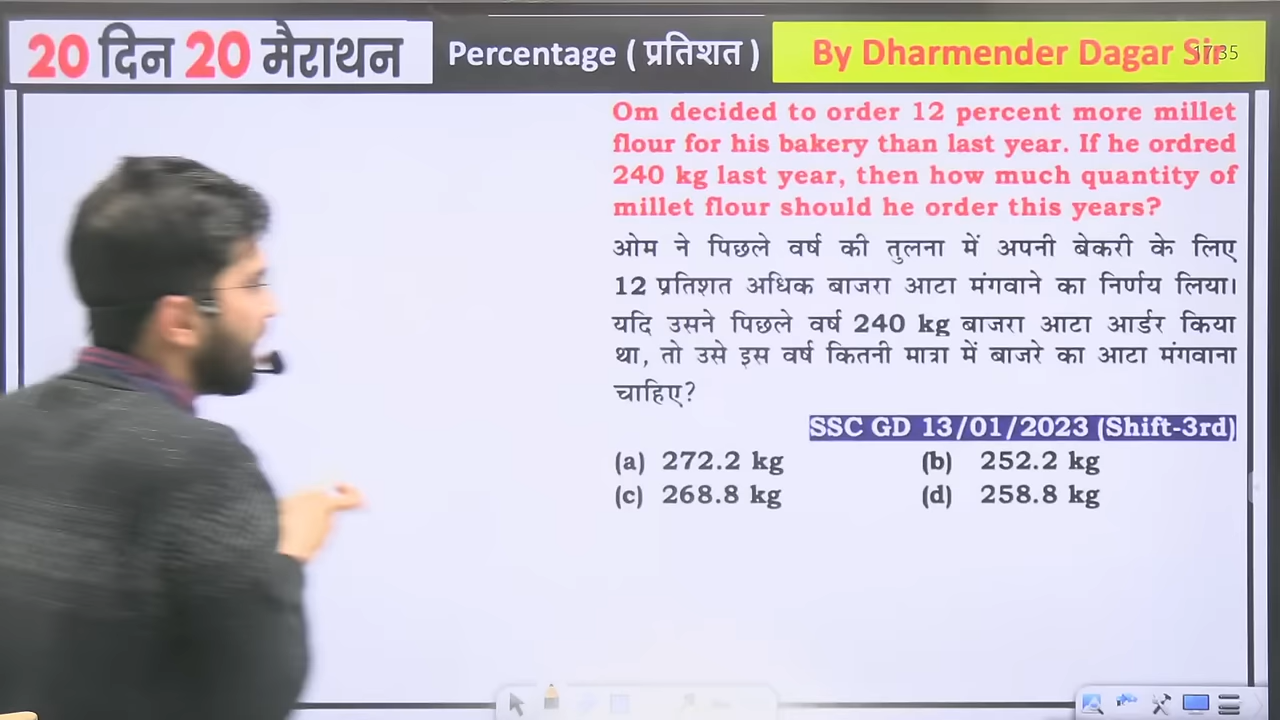 20 दिन 20 मैराथन
Percentage ( प्रतिशत )
By Dharmender Dagar Sir
17:35
Om decided to order 12 percent more millet
flour for his bakery than last year. If he ordred
240 kg last year, then how much quantity of
millet flour should he order this years?
ओम ने पिछले वर्ष की तुलना में अपनी बेकरी के लिए
12 प्रतिशत अधिक बाजरा आटा मंगवाने का निर्णय लिया।
यदि उसने पिछले वर्ष 240 kg बाजरा आटा आर्डर किया
था, तो उसे इस वर्ष कितनी मात्रा में बाजरे का आटा मंगवाना
चाहिए?
SSC GD 13/01/2023 (Shift-3rd)
(a) 272.2 kg (b) 252.2 kg
(c) 268.8 kg (d) 258.8 kg